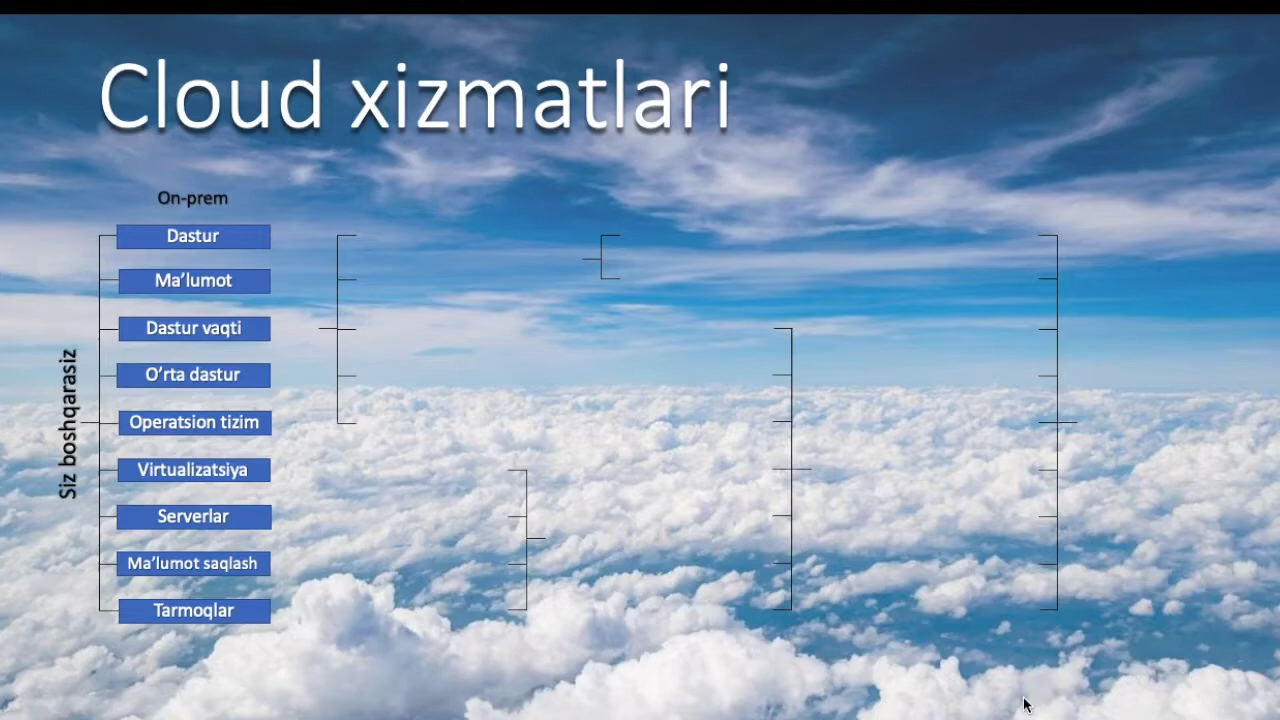 Cloud xizmatlari
On-prem
Dastur
Ma’lumot
Dastur vaqti
O’rta dastur
Operatsion tizim
Virtualizatsiya
Serverlar
Ma’lumot saqlash
Tarmoqlar
Siz boshqarasiz